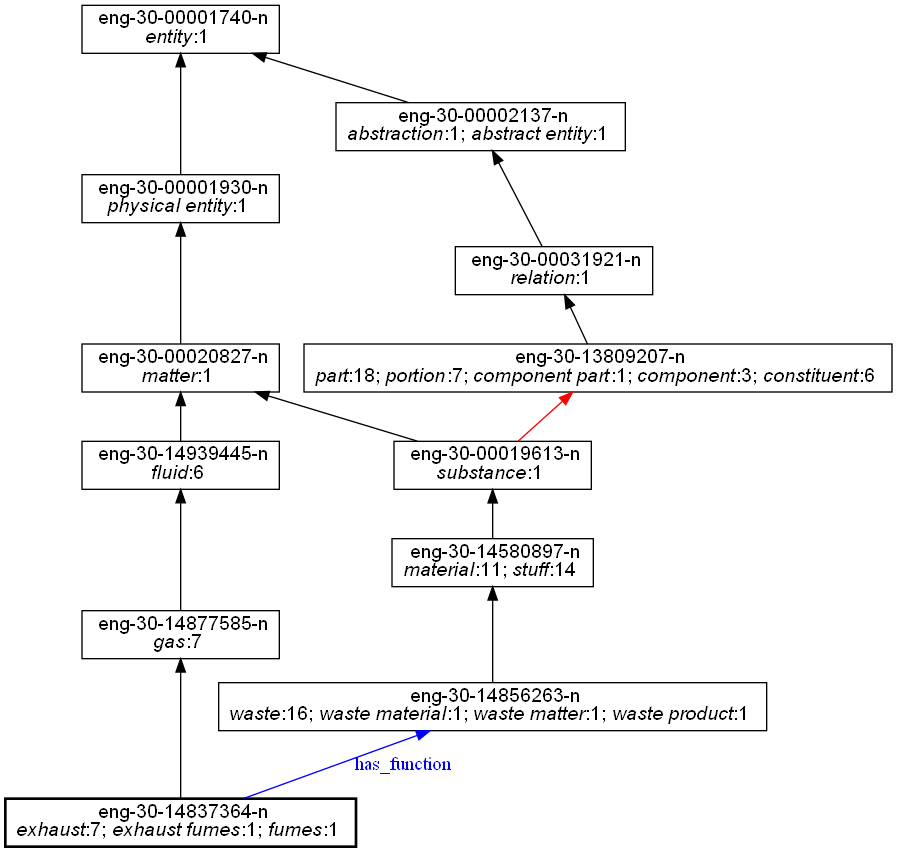 eng-30-00001740-n
entity:1
eng-30-00002137-n
abstraction:1; abstract entity:1
eng-30-00001930-n
physical entity:1
eng-30-00031921-n
relation:1
eng-30-00020827-n
matter:1
eng-30-13809207-n
part:18; portion:7; component part:1; component:3; constituent:6
eng-30-14939445-n
fluid:6
eng-30-00019613-n
substance:1
eng-30-14580897-n
material:11; stuff:14
eng-30-14877585-n
gas:7
eng-30-14856263-n
waste:16; waste material:1; waste matter:1; waste product:1
has_function
eng-30-14837364-n
exhaust:7; exhaust fumes:1; fumes:1